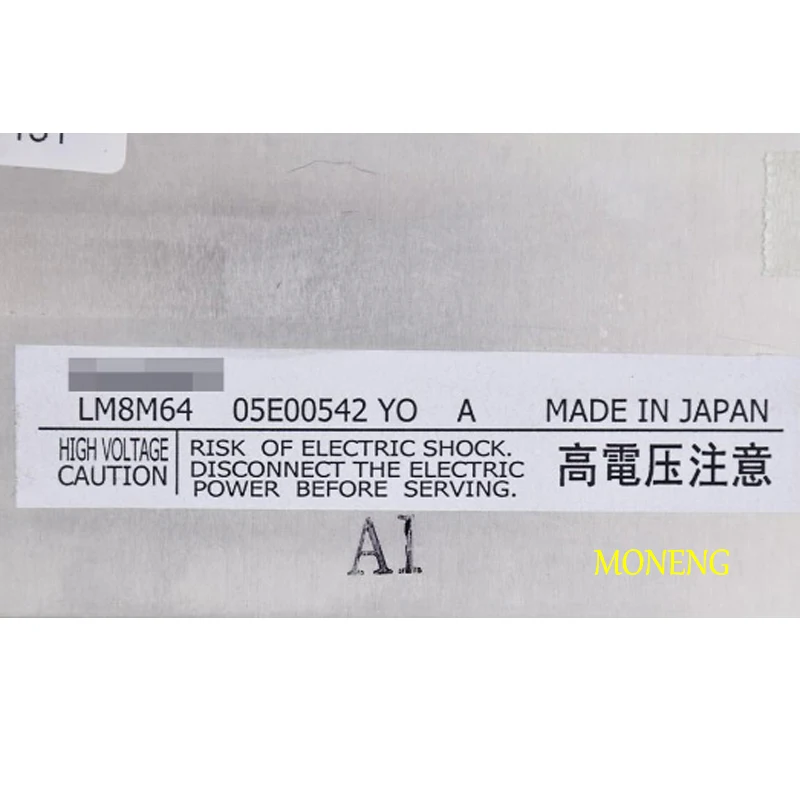 LM8M64 05E00542 YO A MADE IN JAPAN
HIGH VOLTAGE
CAUTION
RISK OF ELECTRIC SHOCK.
DISCONNECT THE ELECTRIC
POWER BEFORE SERVING.
高電圧注意
A1
MONENG